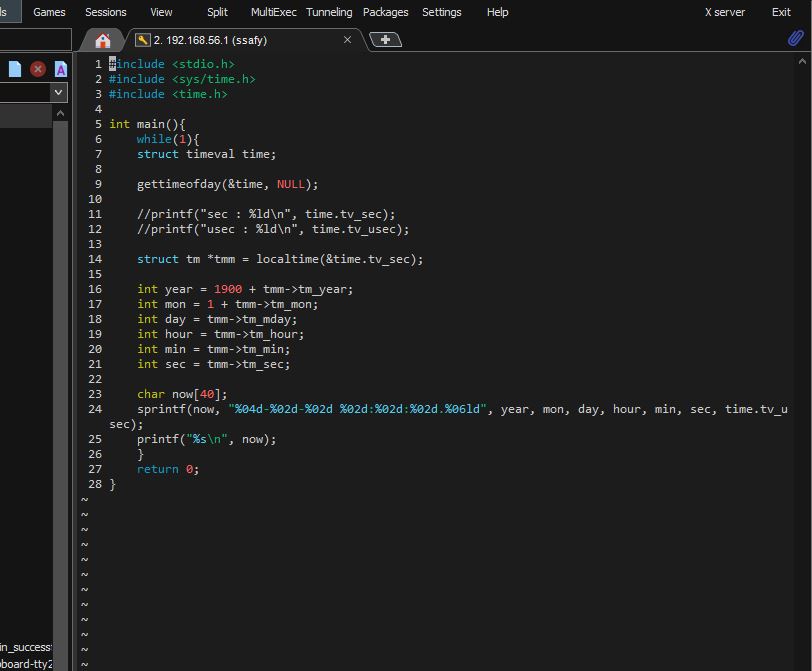 Games Sessions View Split MultiExec Tunneling Packages Settings Help X server Exit
2. 192.168.56.1 (ssafy)
1 #include <stdio.h>
2 #include <sys/time.h>
3 #include <time.h>
4
5 int main(){
6     while(1){
7     struct timeval time;
8
9     gettimeofday(&time, NULL);
10
11     //printf("sec : %ld\n", time.tv_sec);
12     //printf("usec : %ld\n", time.tv_usec);
13
14     struct tm *tmm = localtime(&time.tv_sec);
15
16     int year = 1900 + tmm->tm_year;
17     int mon = 1 + tmm->tm_mon;
18     int day = tmm->tm_mday;
19     int hour = tmm->tm_hour;
20     int min = tmm->tm_min;
21     int sec = tmm->tm_sec;
22
23     char now[40];
24     sprintf(now, "%04d-%02d-%02d %02d:%02d:%02d.%06ld", year, mon, day, hour, min, sec, time.tv_u
sec);
25     printf("%s\n", now);
26     }
27     return 0;
28 }
~
~
~
~
~
~
~
~
~
~
~
~
in_success
board-tty2